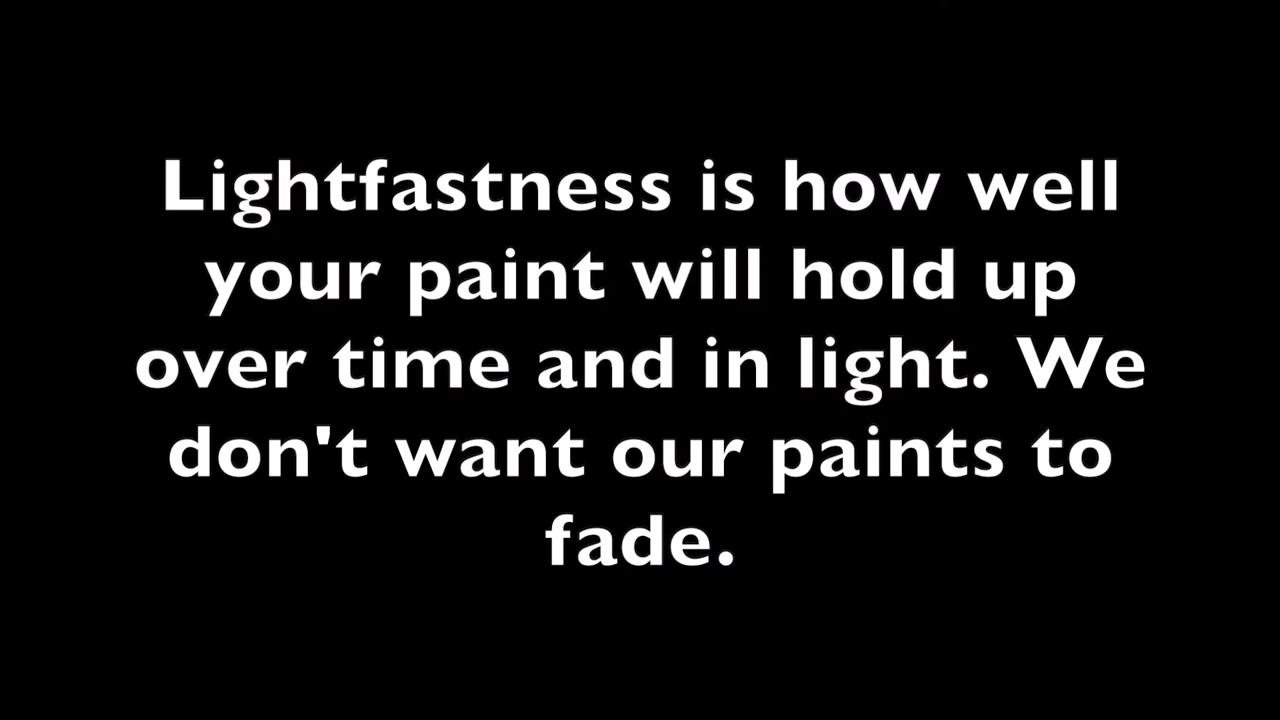 Lightfastness is how well
your paint will hold up
over time and in light. We
don't want our paints to
fade.